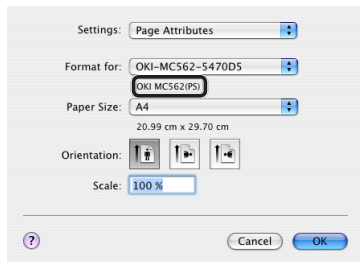 Settings: Page Attributes
Format for: OKI-MC562-5470D5
OKI MC562(PS)
Paper Size: A4
20.99 cm x 29.70 cm
Orientation:
Scale: 100 %
? Cancel OK